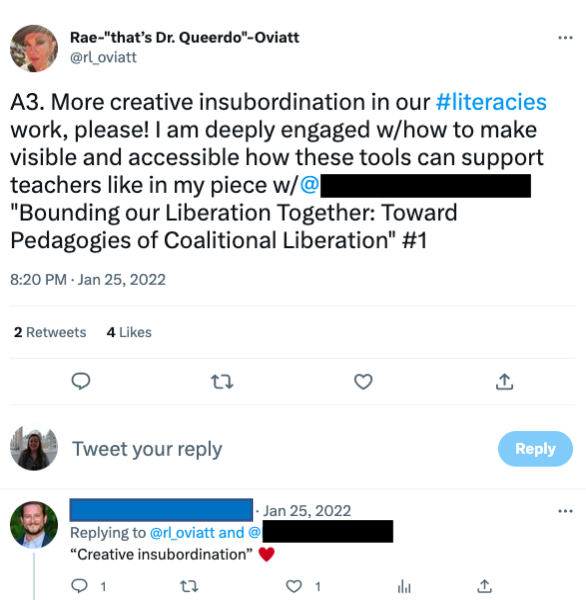 Rae-"that's Dr. Queerdo"-Oviatt
@rl_oviatt
A3. More creative insubordination in our #literacies
work, please! I am deeply engaged w/how to make
visible and accessible how these tools can support
teachers like in my piece w/@
"Bounding our Liberation Together: Toward
Pedagogies of Coalitional Liberation" #1
8:20 PM · Jan 25, 2022
2 Retweets 4 Likes
Tweet your reply
Reply
· Jan 25, 2022
Replying to @rl_oviatt and @
“Creative insubordination” ♥
1 1